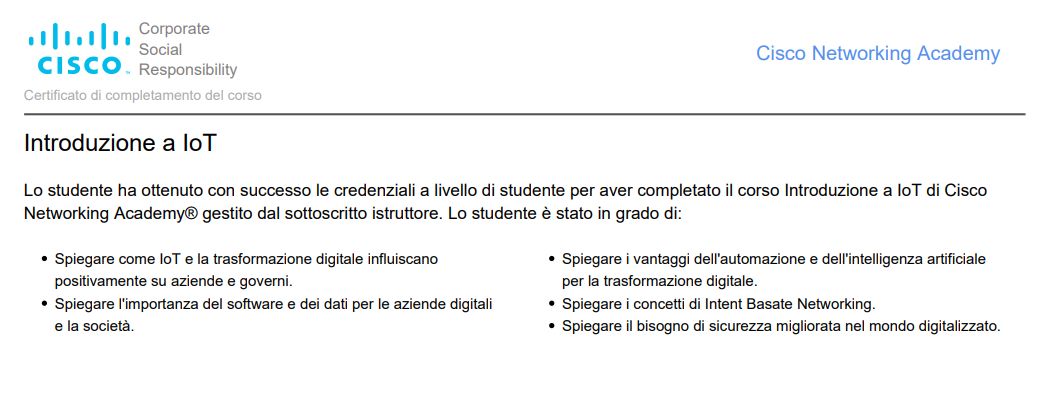 Corporate
Social
Responsibility
CISCO™
Cisco Networking Academy
Certificato di completamento del corso
Introduzione a IoT
Lo studente ha ottenuto con successo le credenziali a livello di studente per aver completato il corso Introduzione a IoT di Cisco
Networking Academy® gestito dal sottoscritto istruttore. Lo studente è stato in grado di:
• Spiegare come IoT e la trasformazione digitale influiscano
positivamente su aziende e governi.
• Spiegare l'importanza del software e dei dati per le aziende digitali
e la società.
• Spiegare i vantaggi dell'automazione e dell'intelligenza artificiale
per la trasformazione digitale.
• Spiegare i concetti di Intent Basate Networking.
• Spiegare il bisogno di sicurezza migliorata nel mondo digitalizzato.